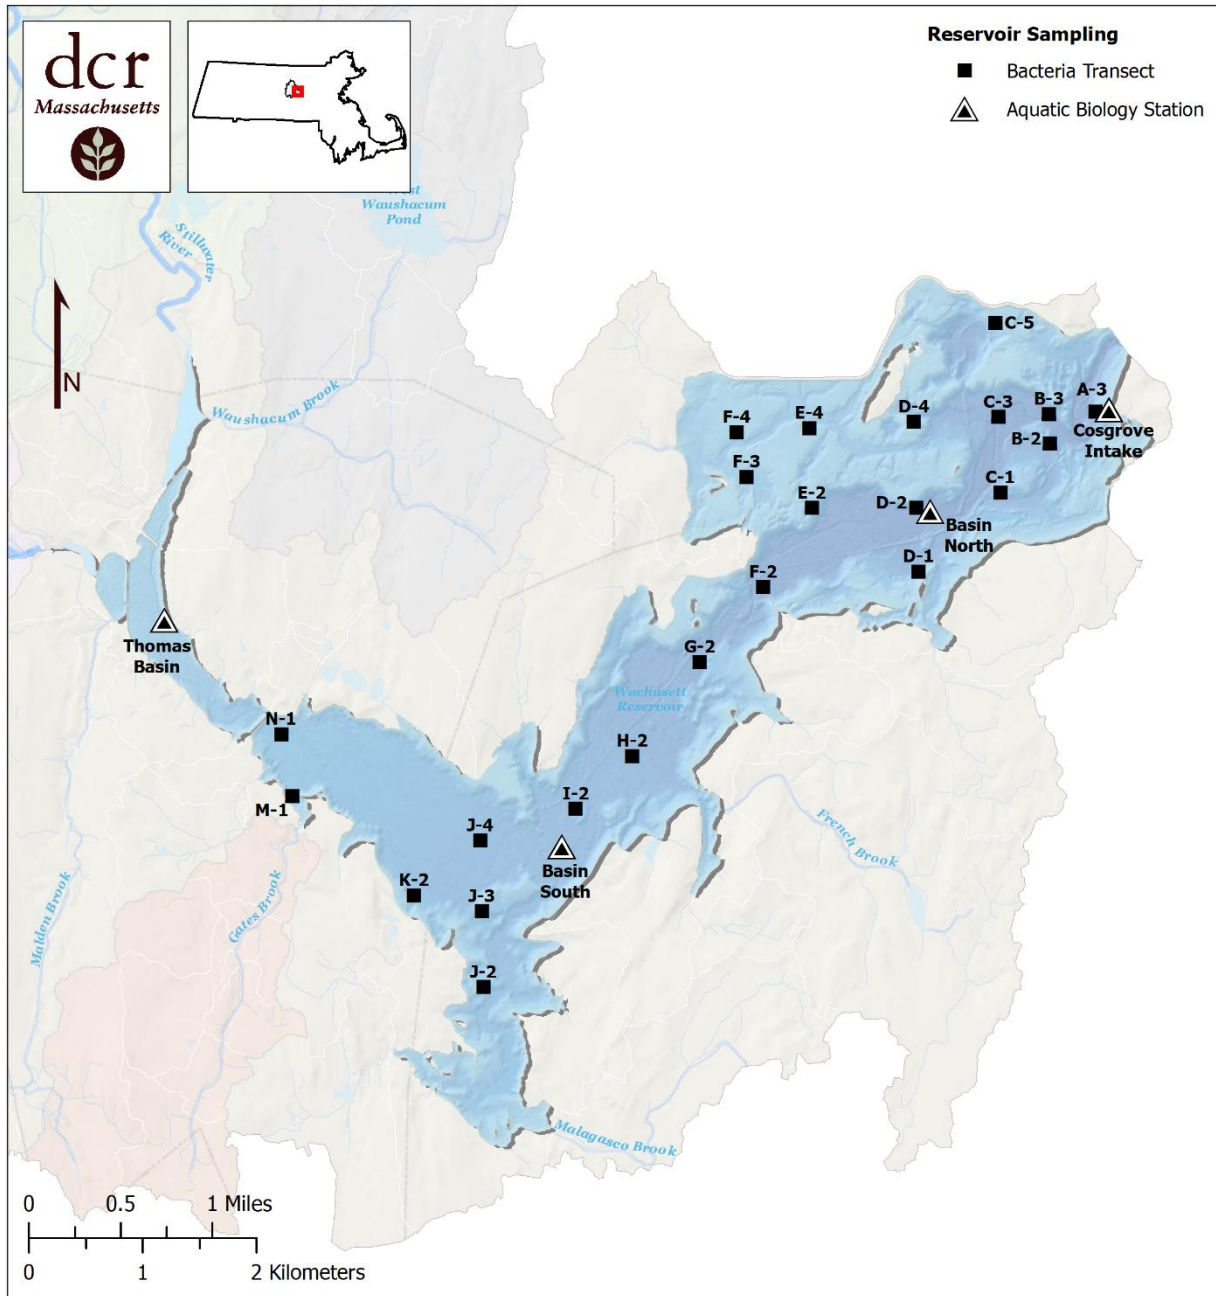 dcr
Massachusetts
Reservoir Sampling
Bacteria Transect
Aquatic Biology Station
West
Waushacum
Pond
Stillwater
River
N
Waushacum Brook
C-5
A-3
B-3
C-3
D-4
E-4
F-4
Cosgrove
Intake
B-2
F-3
C-1
E-2
D-2
Basin
North
D-1
F-2
Thomas
Basin
G-2
Wachusett
Reservoir
N-1
H-2
M-1
I-2
J-4
French Brook
Basin
South
K-2
J-3
Malden Brook
Gates Brook
J-2
Malagasco Brook
0 0.5 1 Miles
0 1 2 Kilometers